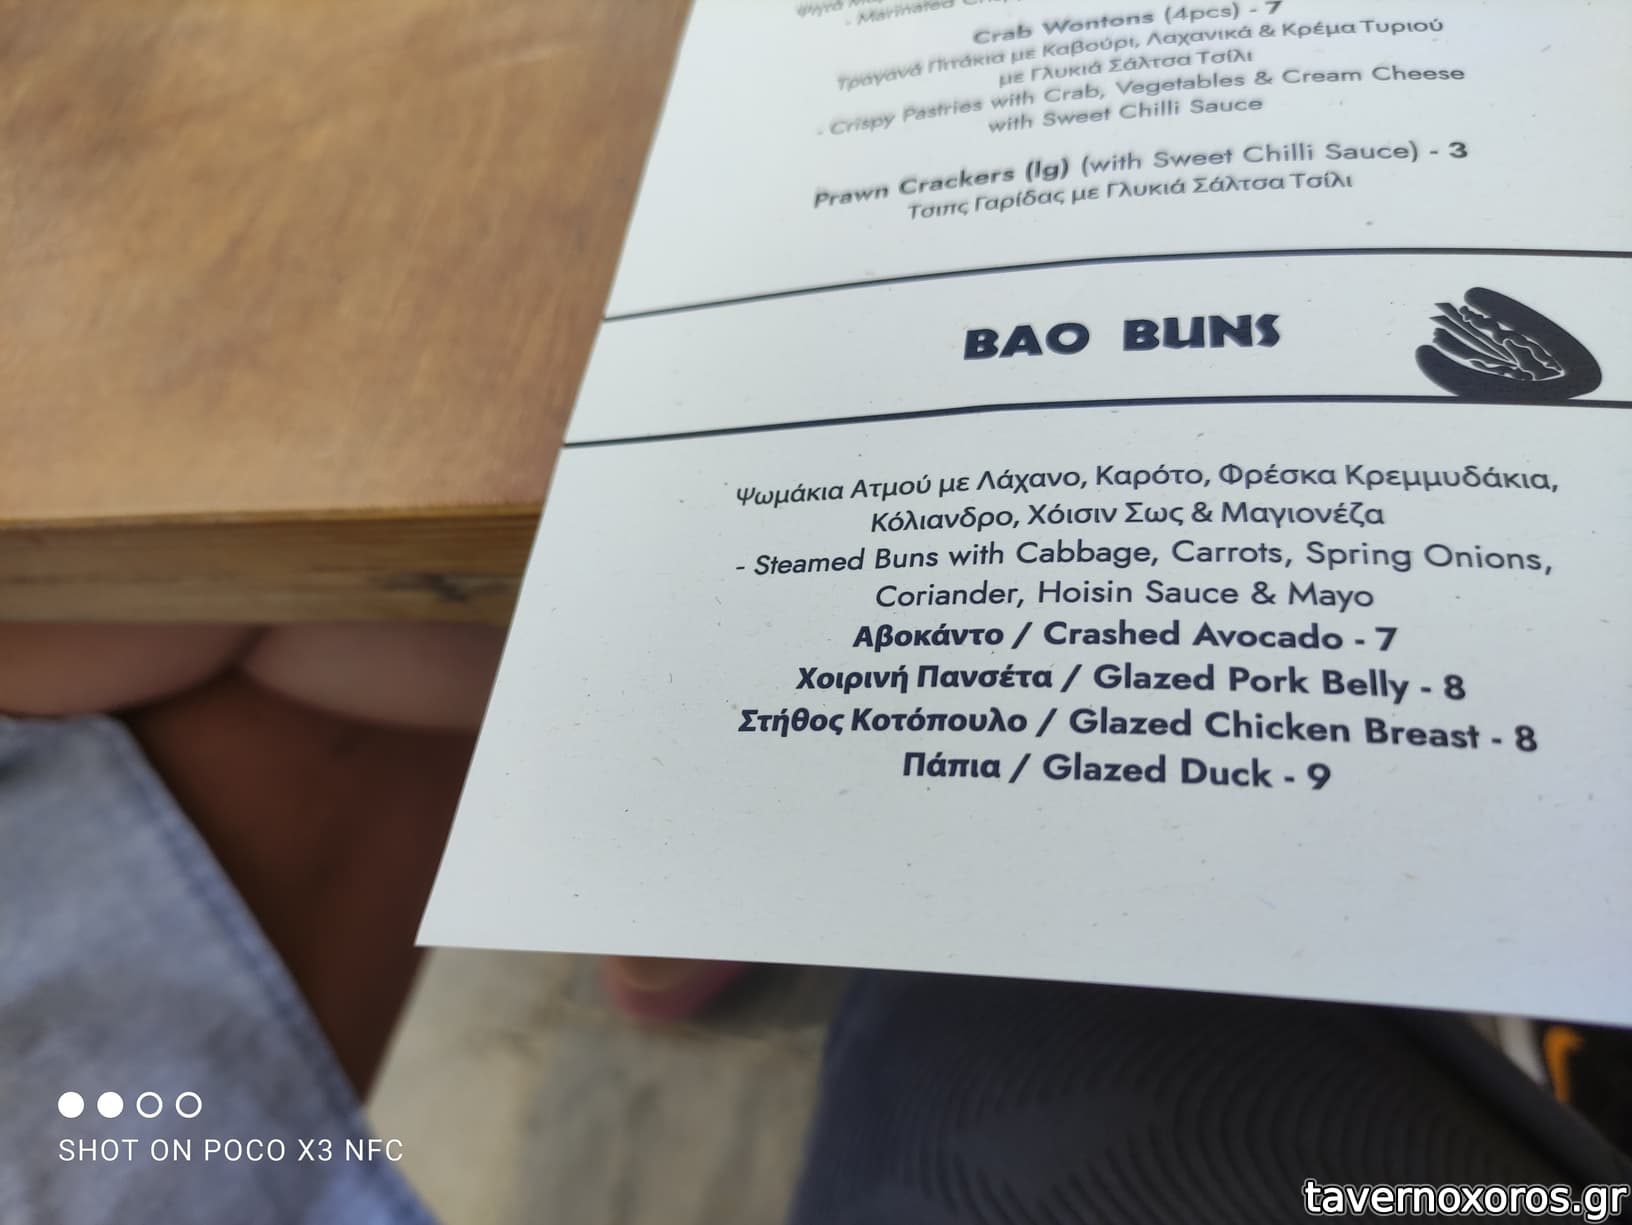 - Marinated
Crab Wontons (4pcs) - 7
Τραγανά Πιτάκια με Καβούρι, Λαχανικά & Κρέμα Τυριού
με Γλυκιά Σάλτσα Τσίλι
- Crispy Pastries with Crab, Vegetables & Cream Cheese
with Sweet Chilli Sauce
Prawn Crackers (lg) (with Sweet Chilli Sauce) - 3
Τσιπς Γαρίδας με Γλυκιά Σάλτσα Τσίλι
BAO BUNS
Ψωμάκια Ατμού με Λάχανο, Καρότο, Φρέσκα Κρεμμυδάκια,
Κόλιανδρο, Χόισιν Σως & Μαγιονέζα
- Steamed Buns with Cabbage, Carrots, Spring Onions,
Coriander, Hoisin Sauce & Mayo
Αβοκάντο / Crashed Avocado - 7
Χοιρινή Πανσέτα / Glazed Pork Belly - 8
Στήθος Κοτόπουλο / Glazed Chicken Breast - 8
Πάπια / Glazed Duck - 9
SHOT ON POCO X3 NFC
tavernoxoros.gr